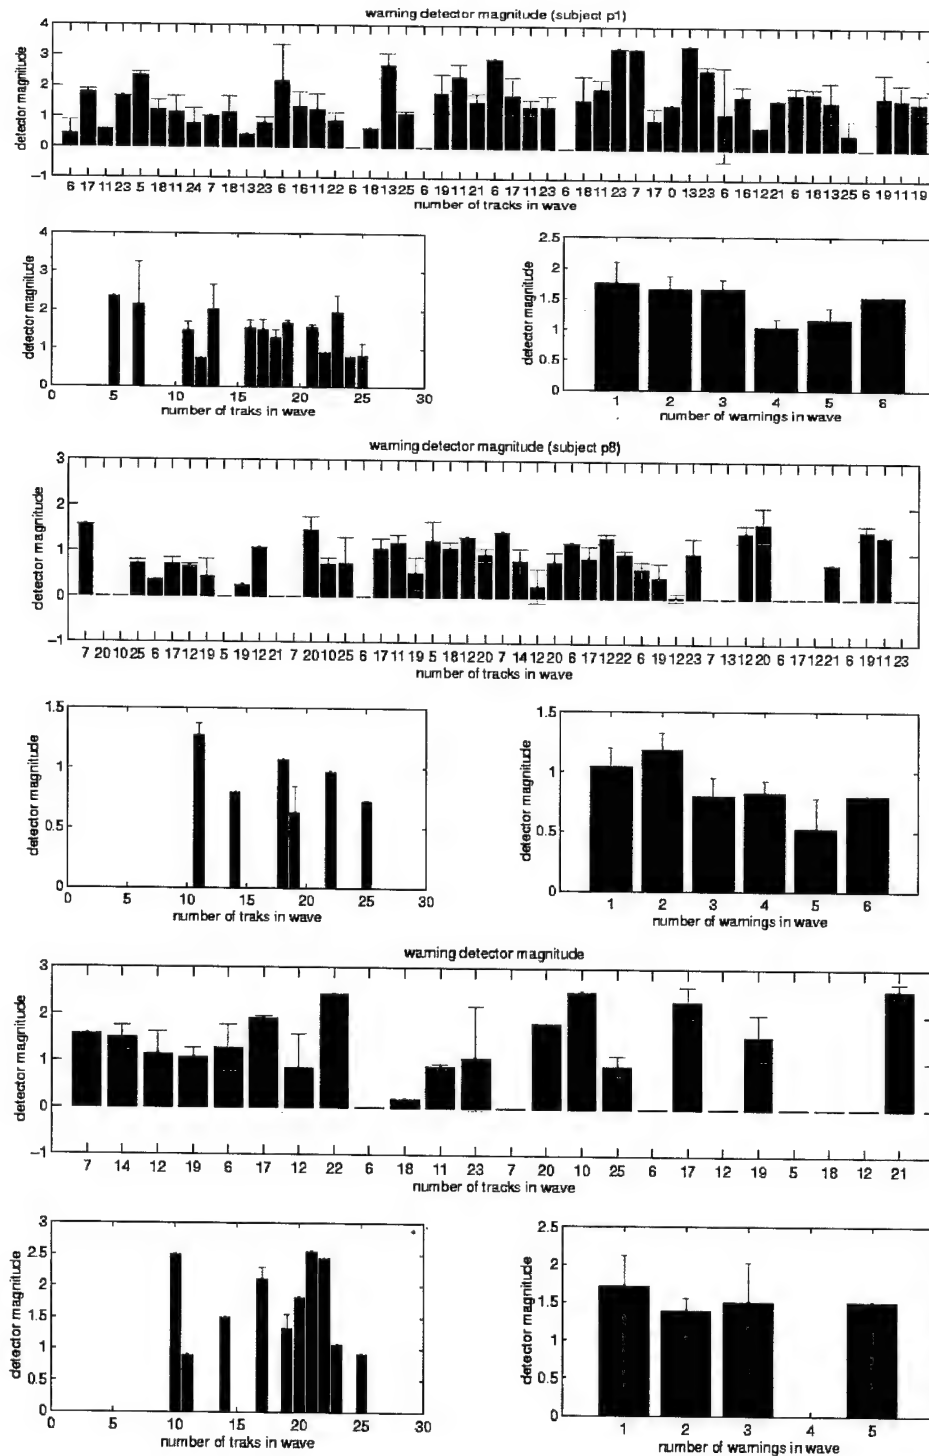 warning detector magnitude (subject p1)
4
3
2
1
0
−1
detector magnitude
6 17 11 23 5 18 11 24 7 18 13 23 6 16 11 22 6 18 13 25 6 19 11 21 6 17 11 23 6 18 11 23 7 17 0 13 23 6 16 12 21 6 18 13 25 6 19 11 19
number of tracks in wave
4
3
2
1
0
detector magnitude
0 5 10 15 20 25 30
number of traks in wave
2.5
2
1.5
1
0.5
0
detector magnitude
1 2 3 4 5 6
number of warnings in wave
warning detector magnitude (subject p8)
3
2
1
0
−1
detector magnitude
7 20 10 25 6 17 12 19 5 19 12 21 7 20 10 25 6 17 11 19 5 18 12 20 7 14 12 20 6 17 12 22 6 19 12 23 7 13 12 20 6 17 12 21 6 19 11 23
number of tracks in wave
1.5
1
0.5
0
detector magnitude
0 5 10 15 20 25 30
number of traks in wave
1.5
1
0.5
0
detector magnitude
1 2 3 4 5 6
number of warnings in wave
warning detector magnitude
3
2
1
0
−1
detector magnitude
7 14 12 19 6 17 12 22 6 18 11 23 7 20 10 25 6 17 12 19 5 18 12 21
number of tracks in wave
3
2.5
2
1.5
1
0.5
0
detector magnitude
0 5 10 15 20 25 30
number of traks in wave
2.5
2
1.5
1
0.5
0
detector magnitude
1 2 3 4 5
number of warnings in wave